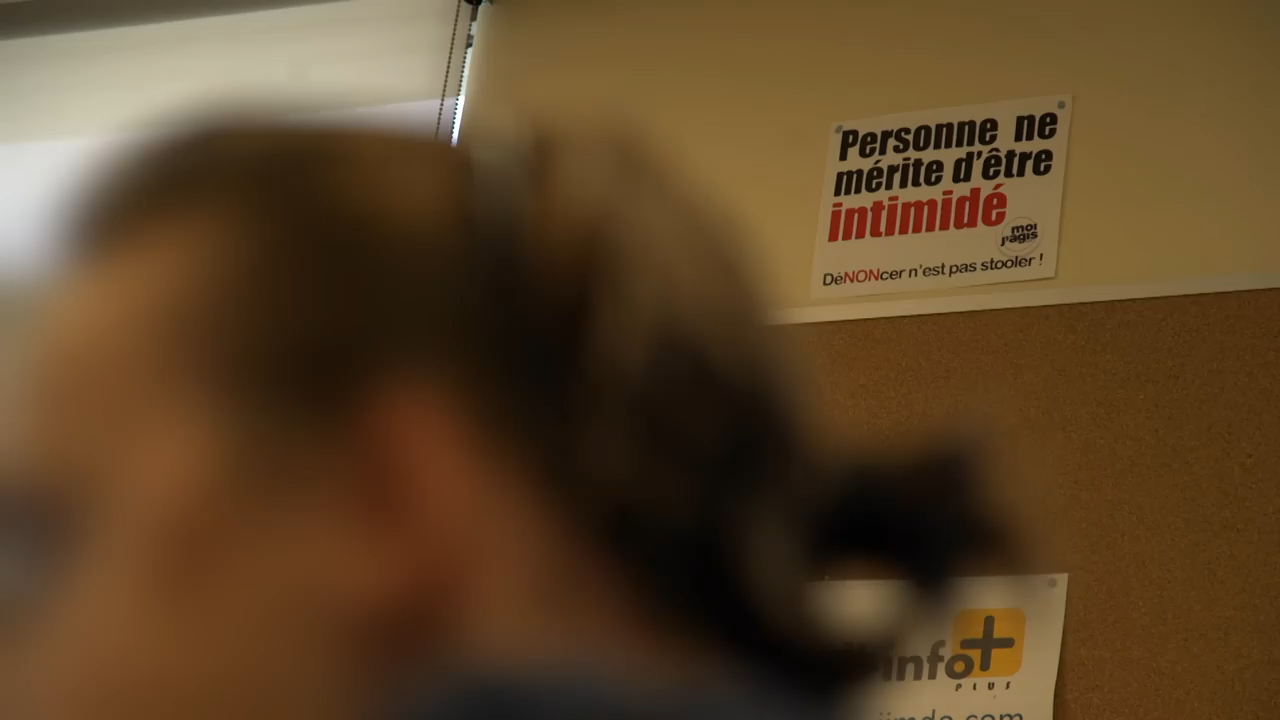 Personne ne
mérite d'être
intimidé
moi
j'agis
DéNONcer n'est pas stooler !
info+
PLUS